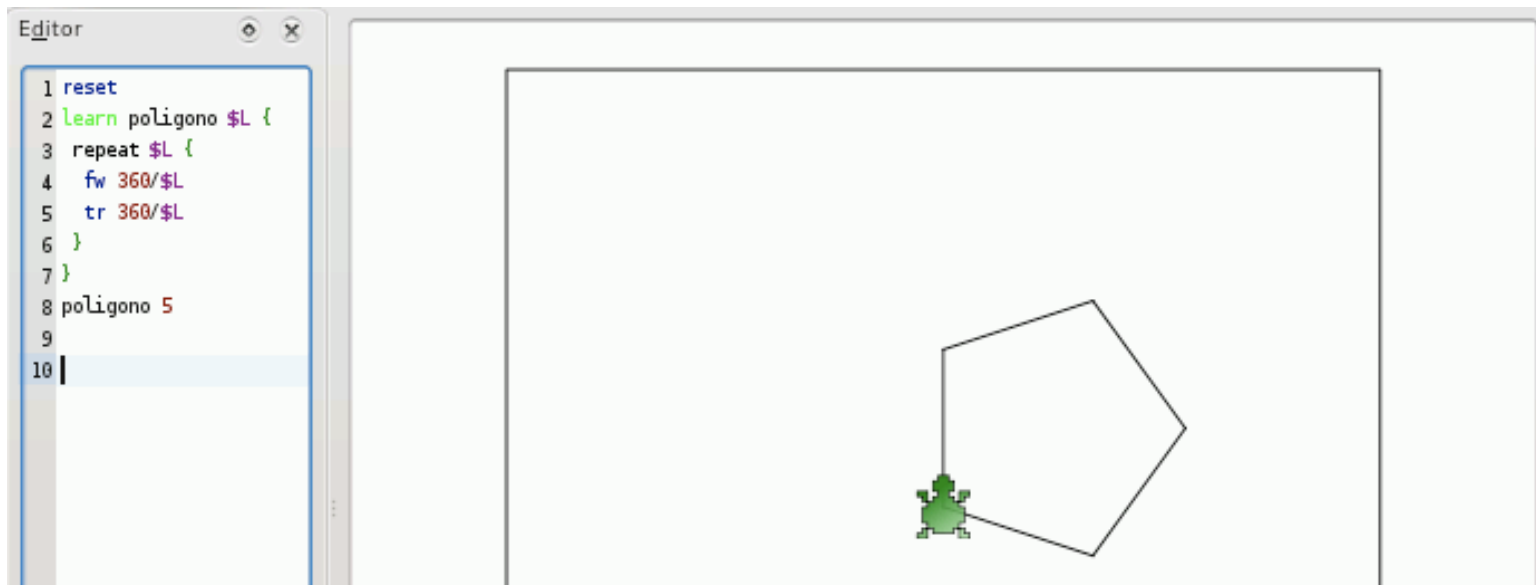 Editor
1 reset
2 learn poligono $L {
3 repeat $L {
4 fw 360/$L
5 tr 360/$L
6 }
7 }
8 poligono 5
9
10